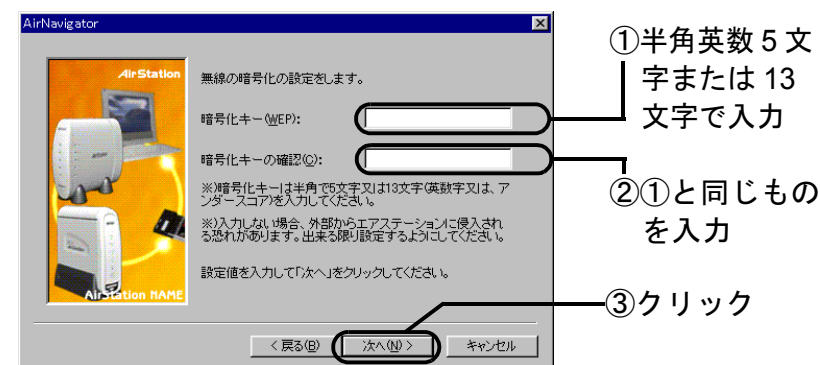 AirNavigator
AirStation
AirStation NAME
無線の暗号化の設定をします。
暗号化キー(WEP):
暗号化キーの確認(C):
※)暗号化キーは半角で5文字又は13文字(英数字又は、ア
ンダースコア)を入力してください。
※)入力しない場合、外部からエアステーションに侵入され
る恐れがあります。出来る限り設定するようにしてください。
設定値を入力して「次へ」をクリックしてください。
< 戻る(B)
次へ(N) >
キャンセル
①半角英数 5 文
字または 13
文字で入力
②①と同じもの
を入力
③クリック